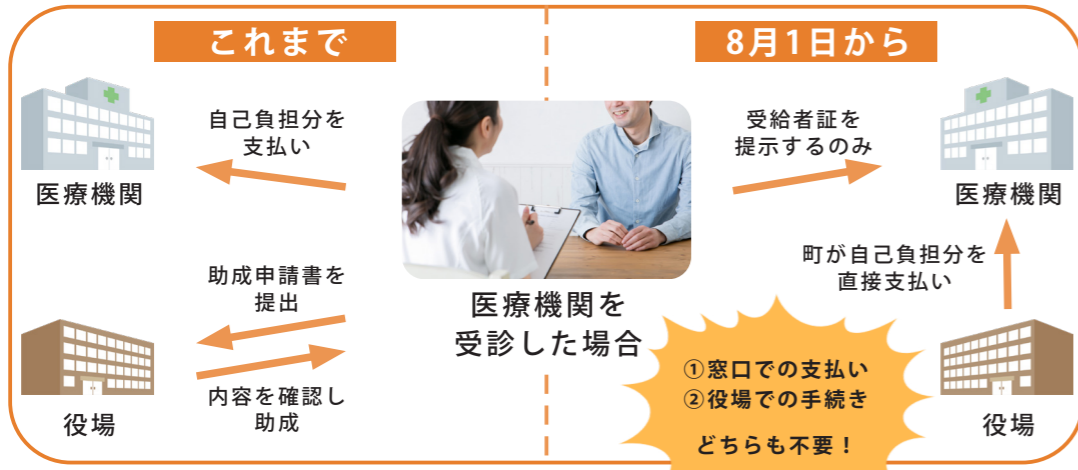 これまで
自己負担分を
支払い
医療機関
助成申請書を
提出
内容を確認し
助成
役場
医療機関を
受診した場合
8月1日から
受給者証を
提示するのみ
医療機関
町が自己負担分を
直接支払い
①窓口での支払い
②役場での手続き
どちらも不要！
役場